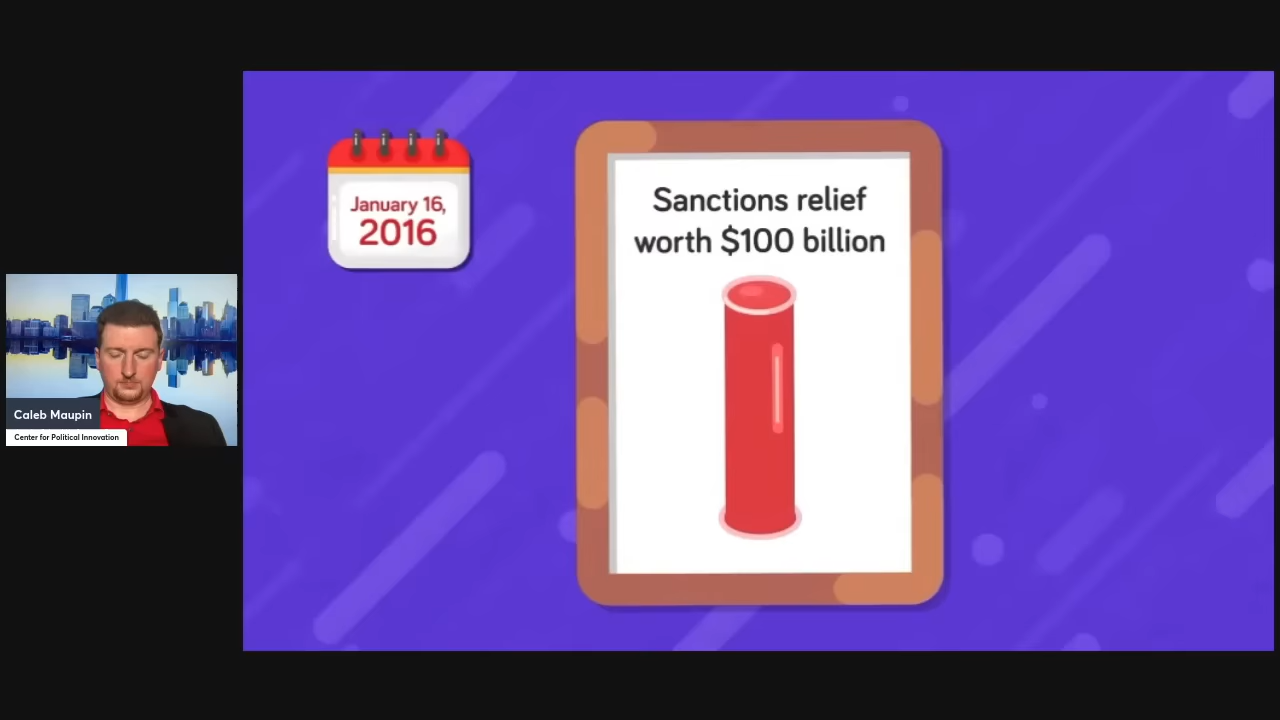 January 16,
2016
Sanctions relief
worth $100 billion
Caleb Maupin
Center for Political Innovation